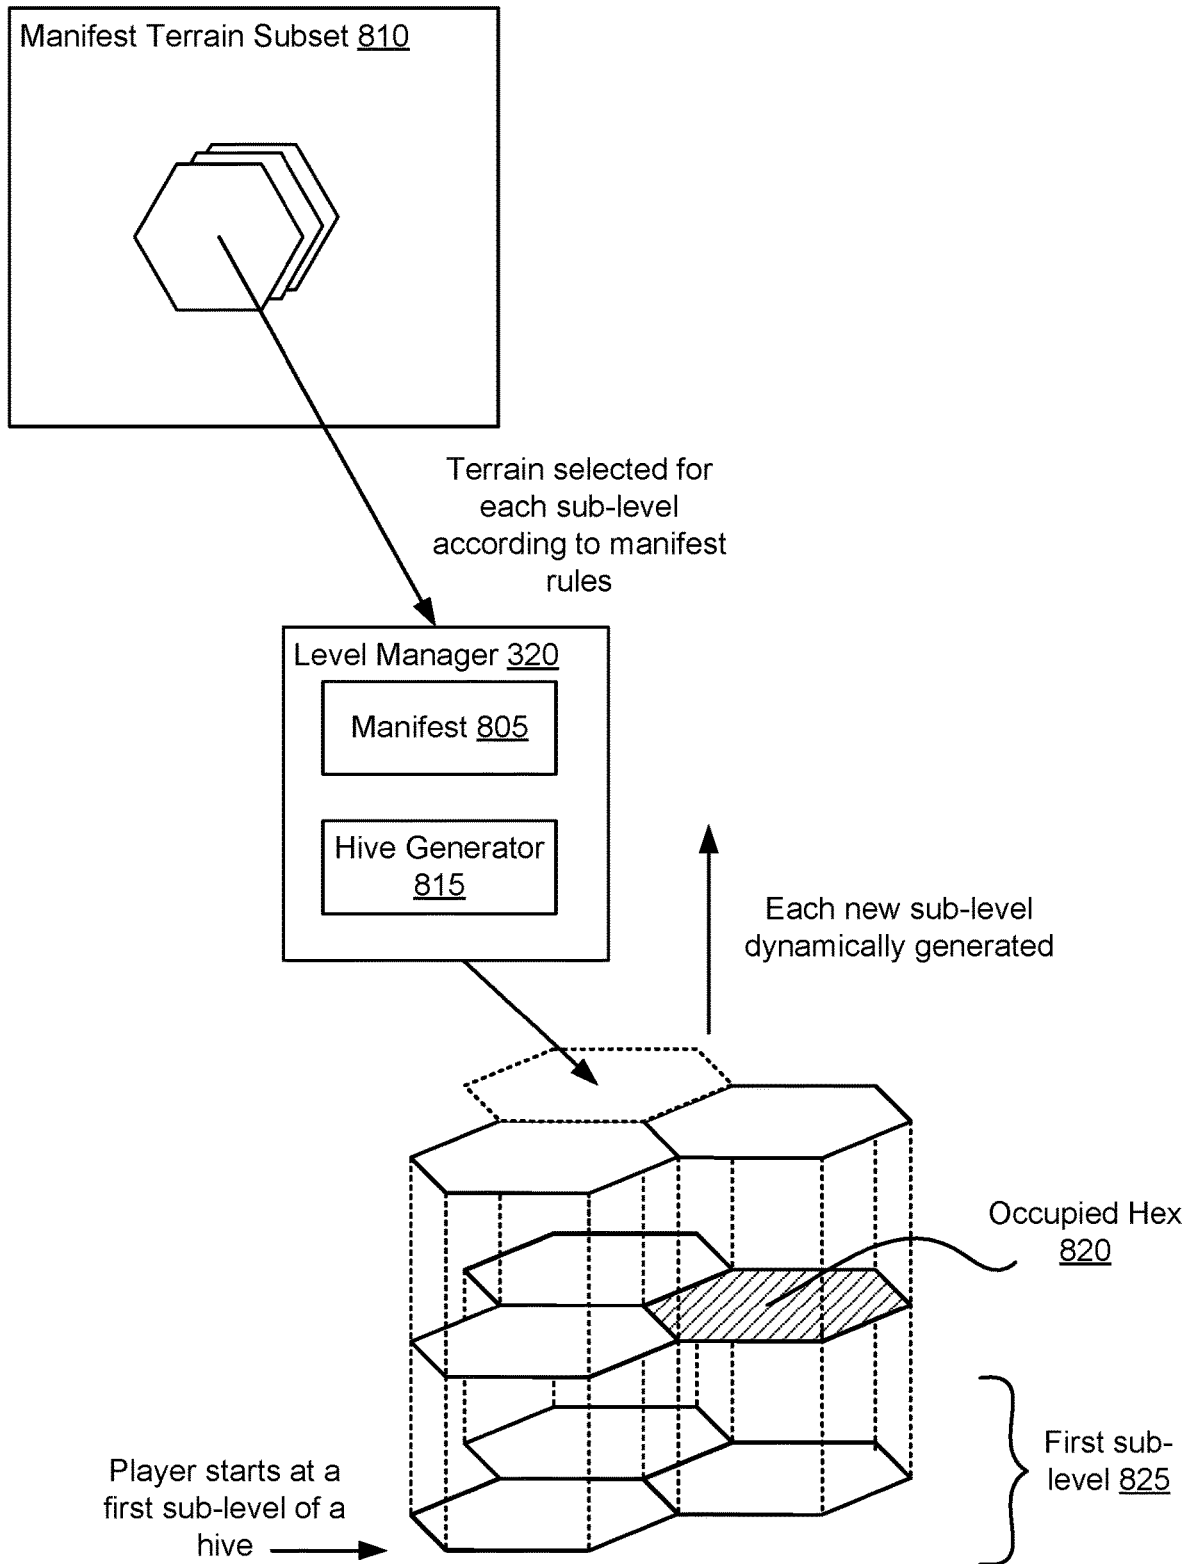 Manifest Terrain Subset 810
Terrain selected for
each sub-level
according to manifest
rules
Level Manager 320
Manifest 805
Hive Generator
815
Each new sub-level
dynamically generated
Occupied Hex
820
First sub-
level 825
Player starts at a
first sub-level of a
hive